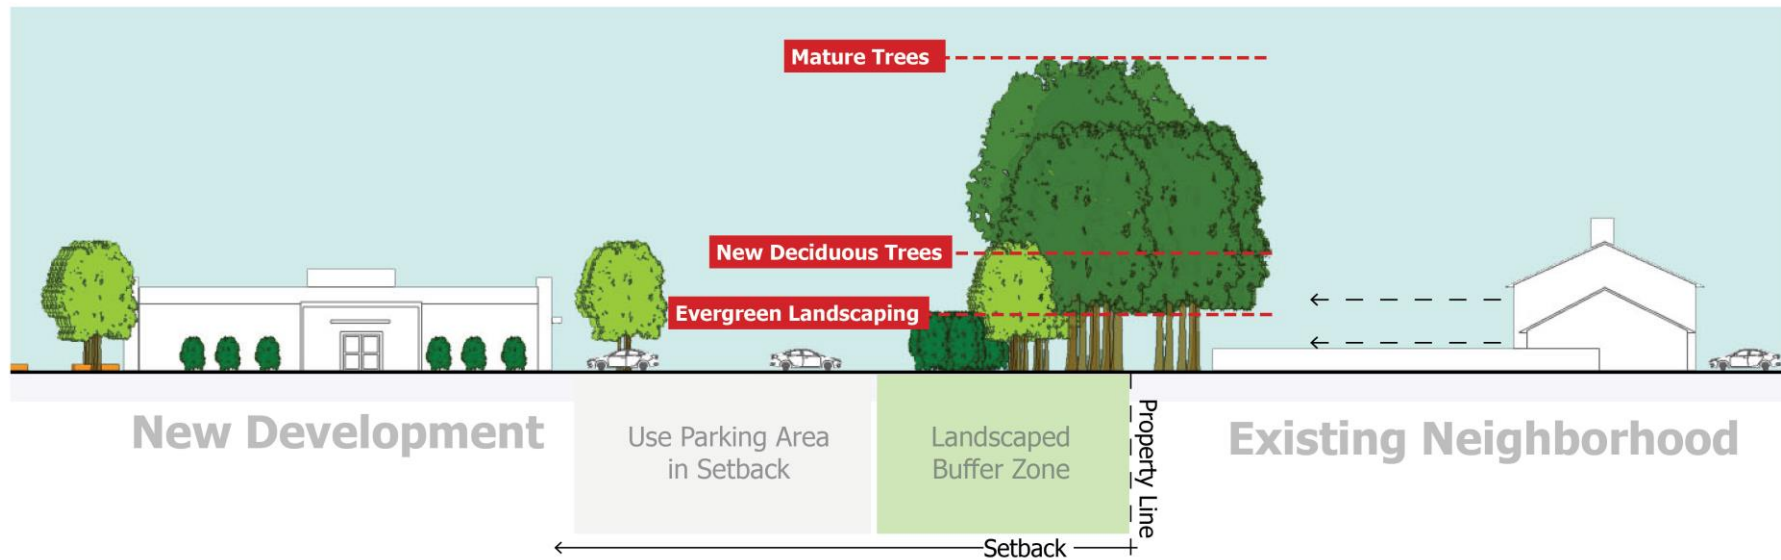 Mature Trees
New Deciduous Trees
Evergreen Landscaping
New Development
Use Parking Area
in Setback
Landscaped
Buffer Zone
Property Line
Existing Neighborhood
Setback